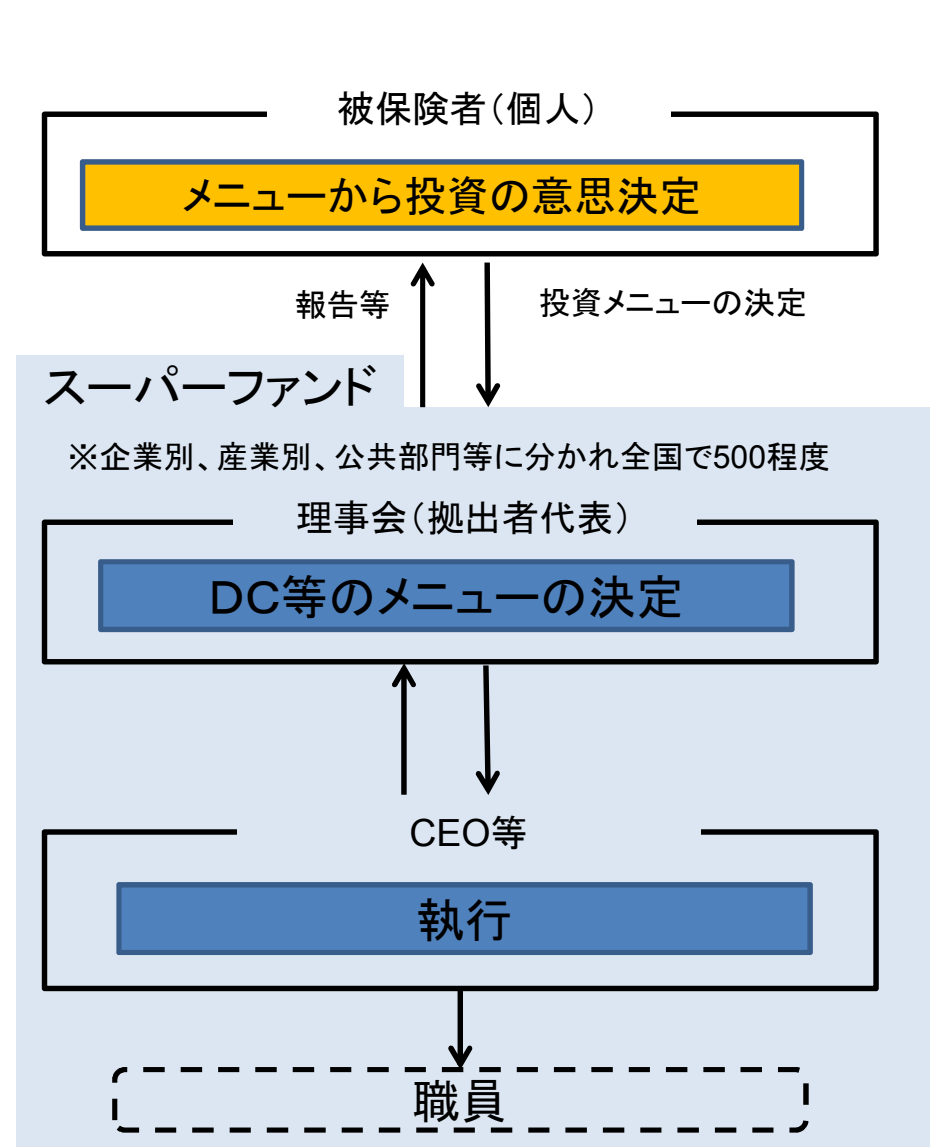 被保険者（個人）
メニューから投資の意思決定
報告等
投資メニューの決定
スーパーファンド
※企業別、産業別、公共部門等に分かれ全国で500程度
理事会（拠出者代表）
ＤＣ等のメニューの決定
CEO等
執行
職員